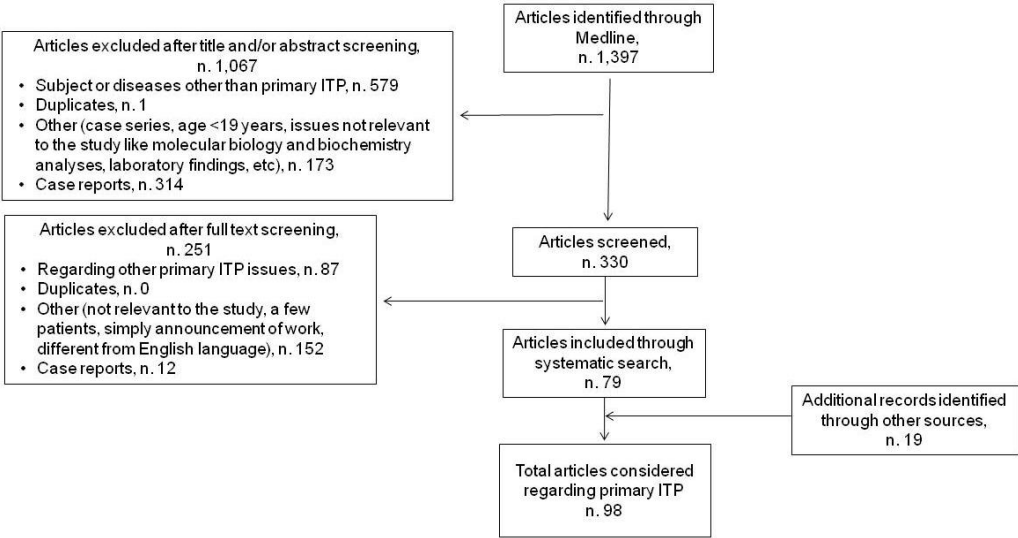 Articles identified through
Medline,
n. 1,397
Articles excluded after title and/or abstract screening,
n. 1,067
• Subject or diseases other than primary ITP, n. 579
• Duplicates, n. 1
• Other (case series, age <19 years, issues not relevant
to the study like molecular biology and biochemistry
analyses, laboratory findings, etc), n. 173
• Case reports, n. 314
Articles excluded after full text screening,
n. 251
• Regarding other primary ITP issues, n. 87
• Duplicates, n. 0
• Other (not relevant to the study, a few
patients, simply announcement of work,
different from English language), n. 152
• Case reports, n. 12
Articles screened,
n. 330
Articles included through
systematic search,
n. 79
Additional records identified
through other sources,
n. 19
Total articles considered
regarding primary ITP
n. 98